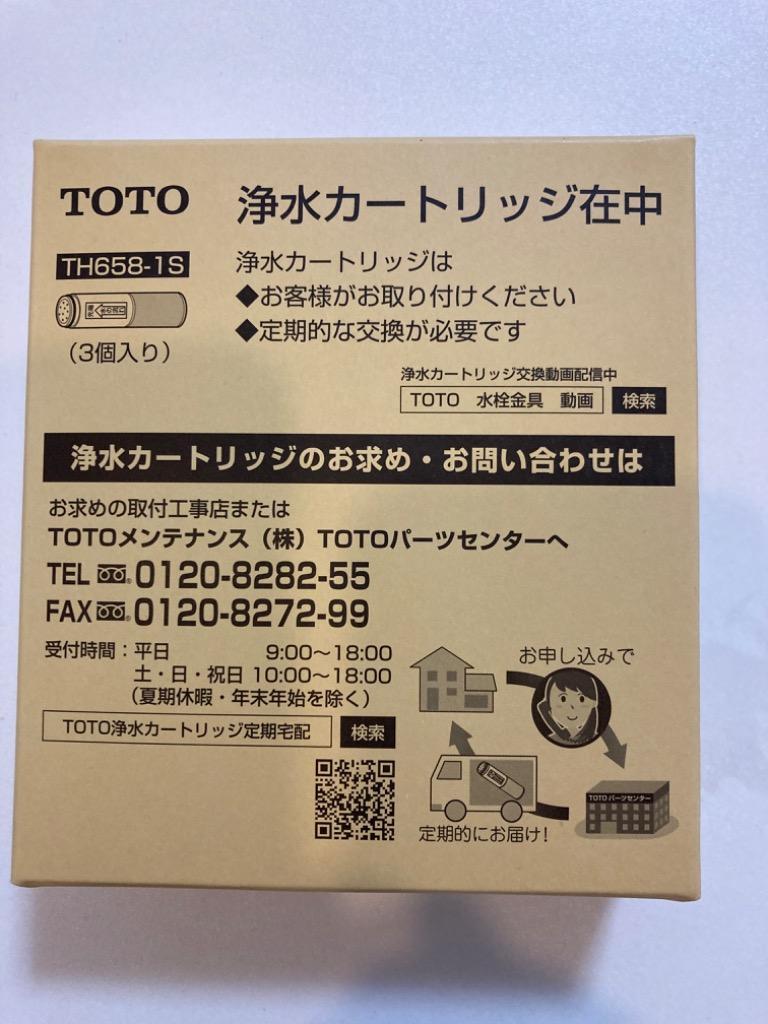 TOTO 浄水カートリッジ在中
TH658-1S
(3個入り)
浄水カートリッジは
◆お客様がお取り付けください
◆定期的な交換が必要です
浄水カートリッジ交換動画配信中
TOTO 水栓金具 動画 検索
浄水カートリッジのお求め・お問い合わせは
お求めの取付工事店または
TOTOメンテナンス(株)TOTOパーツセンターへ
TEL 0120-8282-55
FAX 0120-8272-99
受付時間:平日 9:00〜18:00
土・日・祝日 10:00〜18:00
(夏期休暇・年末年始を除く)
TOTO浄水カートリッジ定期宅配 検索
お申し込みで
TOTO パーツセンター
定期的にお届け!